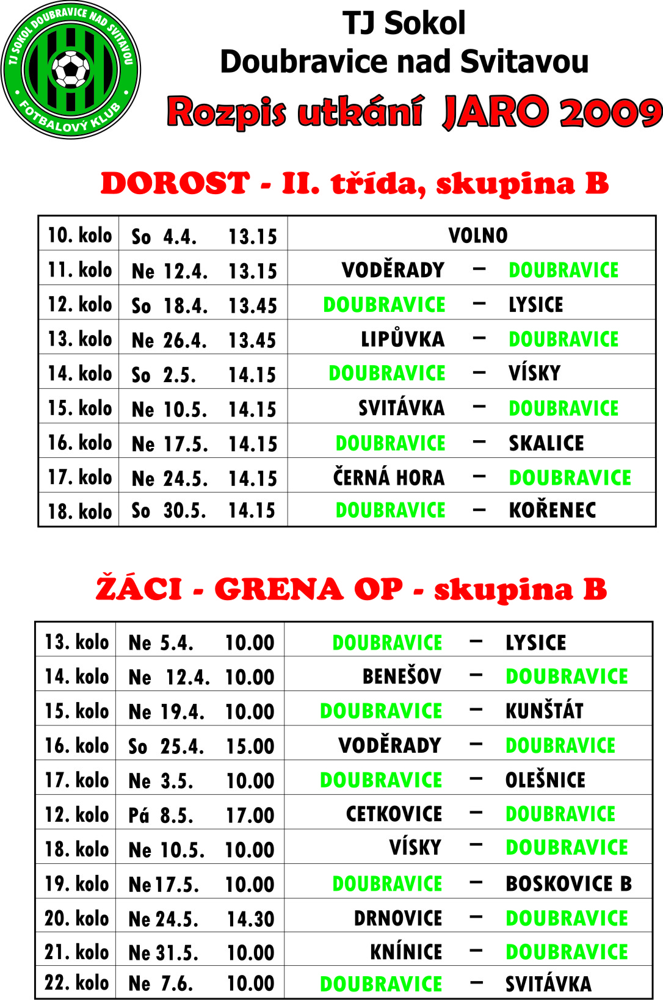 TJ SOKOL DOUBRAVICE NAD SVITAVOU
• FOTBALOVÝ KLUB •
TJ Sokol
Doubravice nad Svitavou
Rozpis utkání JARO 2009
DOROST - II. třída, skupina B
10. kolo So 4.4. 13.15 VOLNO
11. kolo Ne 12.4. 13.15 VODĚRADY – DOUBRAVICE
12. kolo So 18.4. 13.45 DOUBRAVICE – LYSICE
13. kolo Ne 26.4. 13.45 LIPŮVKA – DOUBRAVICE
14. kolo So 2.5. 14.15 DOUBRAVICE – VÍSKY
15. kolo Ne 10.5. 14.15 SVITÁVKA – DOUBRAVICE
16. kolo Ne 17.5. 14.15 DOUBRAVICE – SKALICE
17. kolo Ne 24.5. 14.15 ČERNÁ HORA – DOUBRAVICE
18. kolo So 30.5. 14.15 DOUBRAVICE – KOŘENEC
ŽÁCI - GRENA OP - skupina B
13. kolo Ne 5.4. 10.00 DOUBRAVICE – LYSICE
14. kolo Ne 12.4. 10.00 BENEŠOV – DOUBRAVICE
15. kolo Ne 19.4. 10.00 DOUBRAVICE – KUNŠTÁT
16. kolo So 25.4. 15.00 VODĚRADY – DOUBRAVICE
17. kolo Ne 3.5. 10.00 DOUBRAVICE – OLEŠNICE
12. kolo Pá 8.5. 17.00 CETKOVICE – DOUBRAVICE
18. kolo Ne 10.5. 10.00 VÍSKY – DOUBRAVICE
19. kolo Ne 17.5. 10.00 DOUBRAVICE – BOSKOVICE B
20. kolo Ne 24.5. 14.30 DRNOVICE – DOUBRAVICE
21. kolo Ne 31.5. 10.00 KNÍNICE – DOUBRAVICE
22. kolo Ne 7.6. 10.00 DOUBRAVICE – SVITÁVKA